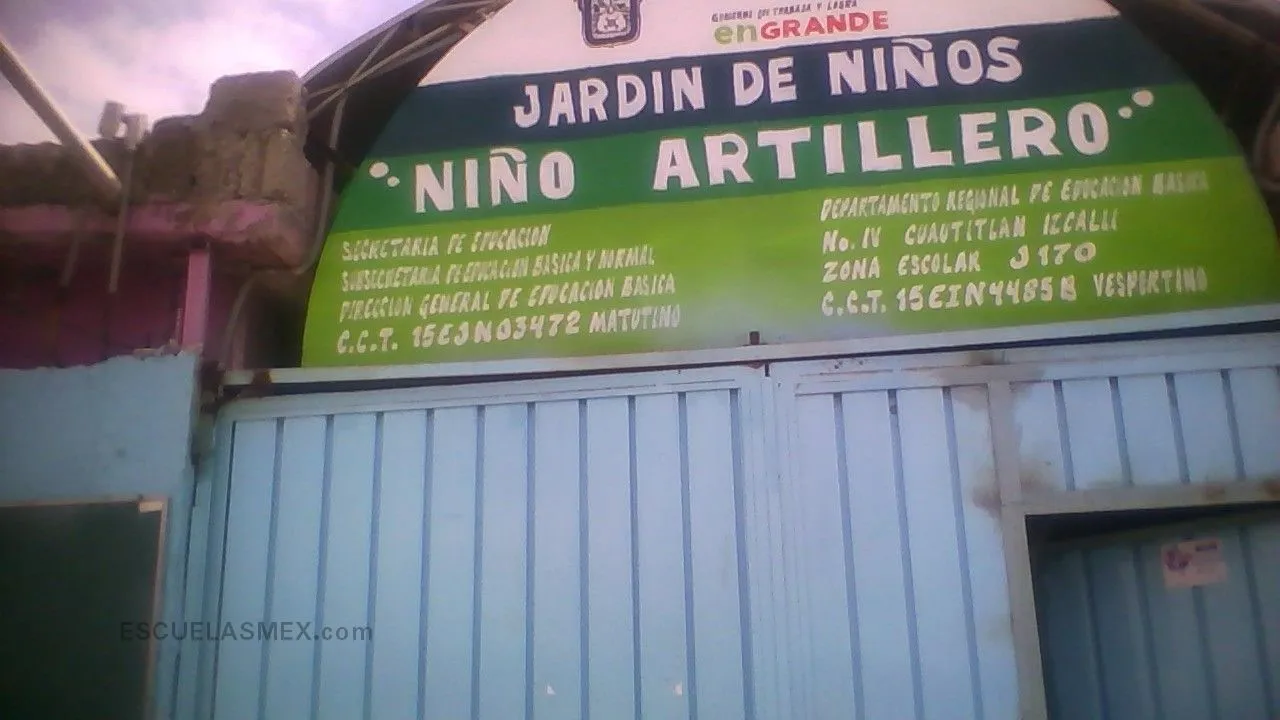 GOBIERNO QUE TRABAJA Y LOGRA
enGRANDE
JARDIN DE NIÑOS
NIÑO ARTILLERO
SECRETARIA DE EDUCACION
SUBSECRETARIA DE EDUCACION BASICA Y NORMAL
DIRECCION GENERAL DE EDUCACION BASICA
C.C.T. 15EJN03472 MATUTINO
DEPARTAMENTO REGIONAL DE EDUCACION BASICA
No. IV CUAUTITLAN IZCALLI
ZONA ESCOLAR J170
C.C.T. 15EIN4485B VESPERTINO
ESCUELASMEX.com